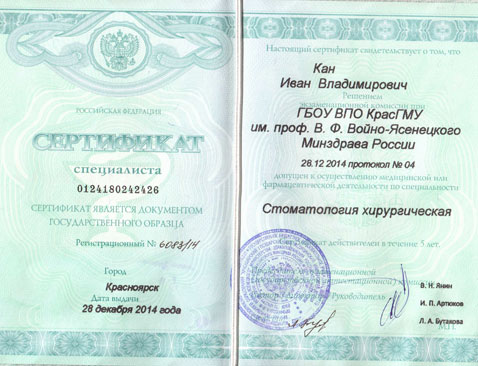 РОССИЙСКАЯ ФЕДЕРАЦИЯ
СЕРТИФИКАТ
специалиста
0124180242426
СЕРТИФИКАТ ЯВЛЯЕТСЯ ДОКУМЕНТОМ
ГОСУДАРСТВЕННОГО ОБРАЗЦА
Регистрационный № 6083/14
Город
Красноярск
Дата выдачи
28 декабря 2014 года
Настоящий сертификат свидетельствует о том, что
Кан
Иван Владимирович
Решением
экзаменационной комиссии при
ГБОУ ВПО КрасГМУ
им. проф. В. Ф. Войно-Ясенецкого
Минздрава России
28.12.2014 протокол № 04
допущен к осуществлению медицинской или
фармацевтической деятельности по специальности
Стоматология хирургическая
действителен в течение 5 лет.
экзаменационной
Руководитель
В. Н. Янин
И. П. Артюхов
Л. А. Бутакова
М.П.